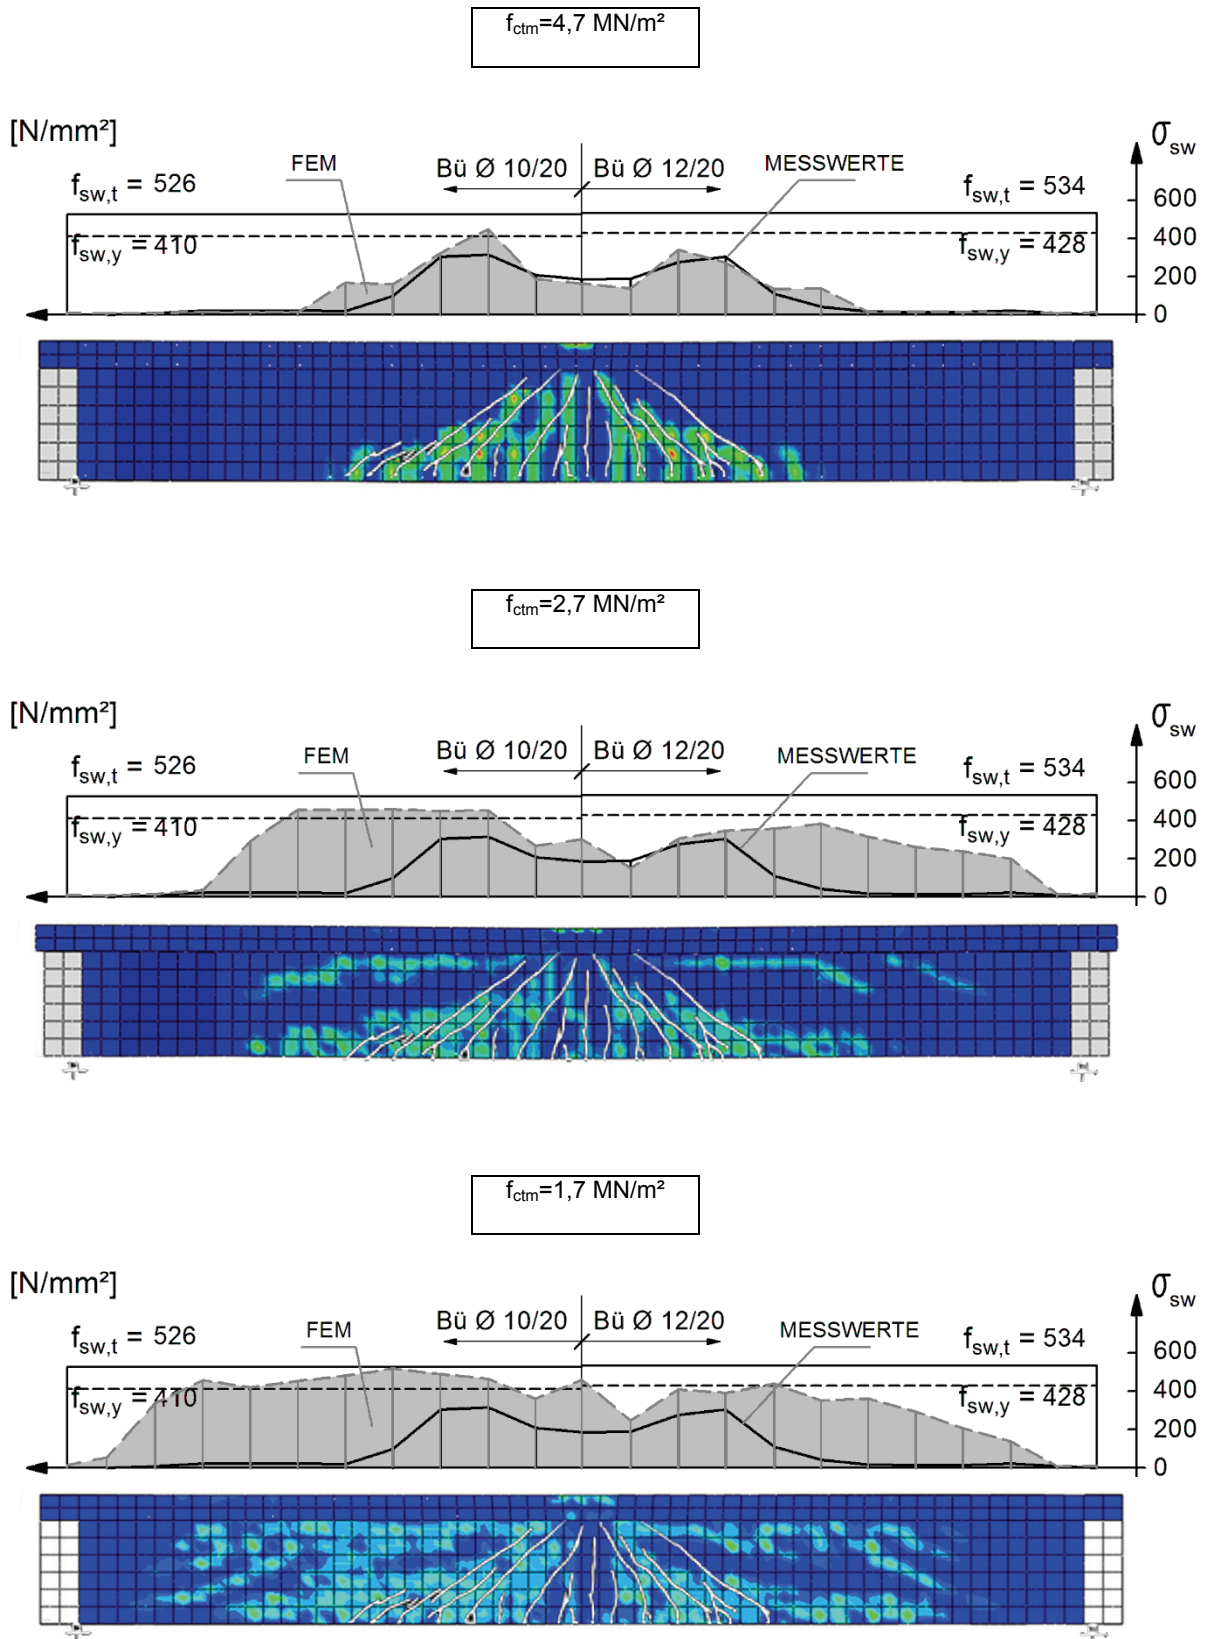 fctm=4,7 MN/m²
[N/mm²]
σsw
FEM
Bü Ø 10/20
Bü Ø 12/20
MESSWERTE
fsw,t = 526
fsw,t = 534
600
fsw,y = 410
fsw,y = 428
400
200
0
fctm=2,7 MN/m²
[N/mm²]
σsw
FEM
Bü Ø 10/20
Bü Ø 12/20
MESSWERTE
fsw,t = 526
fsw,t = 534
600
fsw,y = 410
fsw,y = 428
400
200
0
fctm=1,7 MN/m²
[N/mm²]
σsw
FEM
Bü Ø 10/20
Bü Ø 12/20
MESSWERTE
fsw,t = 526
fsw,t = 534
600
fsw,y = 410
fsw,y = 428
400
200
0